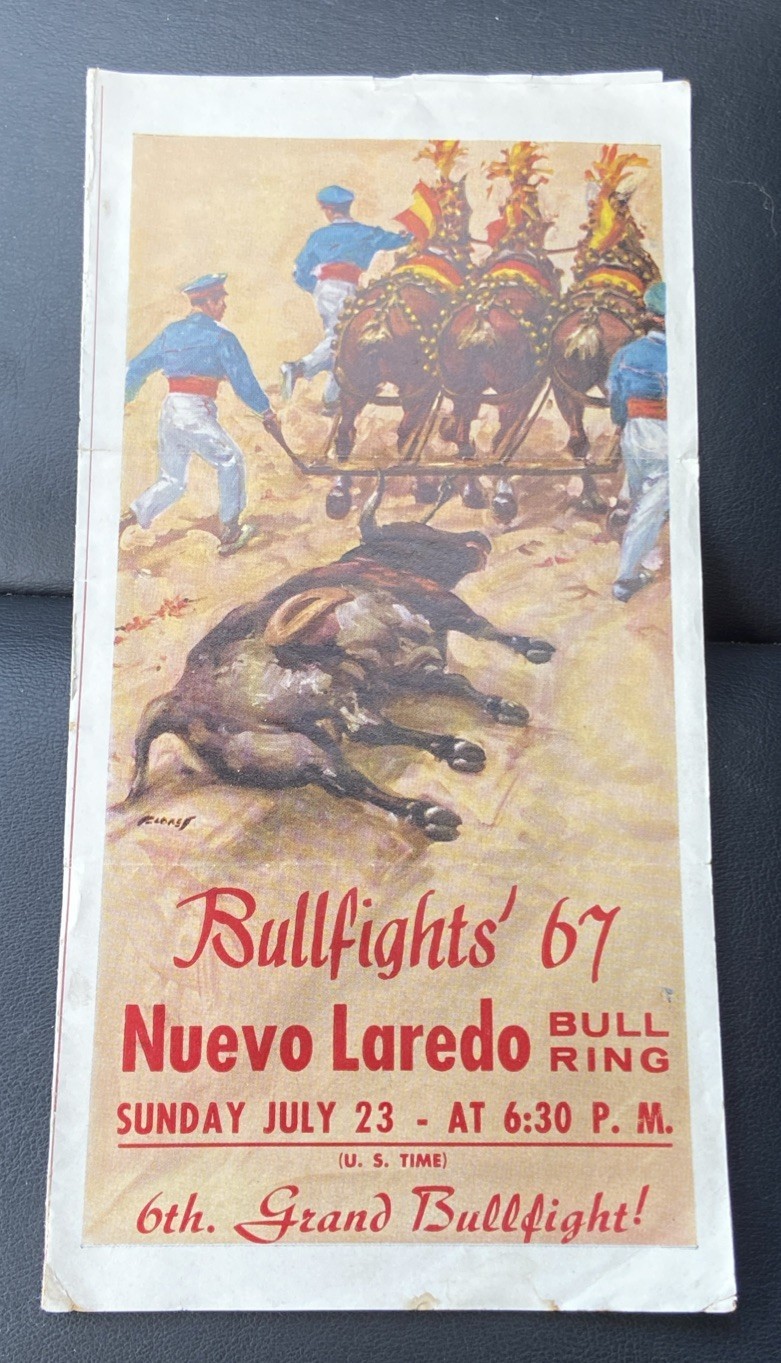 Bullfights' 67
Nuevo Laredo BULL RING
SUNDAY JULY 23 - AT 6:30 P. M.
(U. S. TIME)
6th. Grand Bullfight!